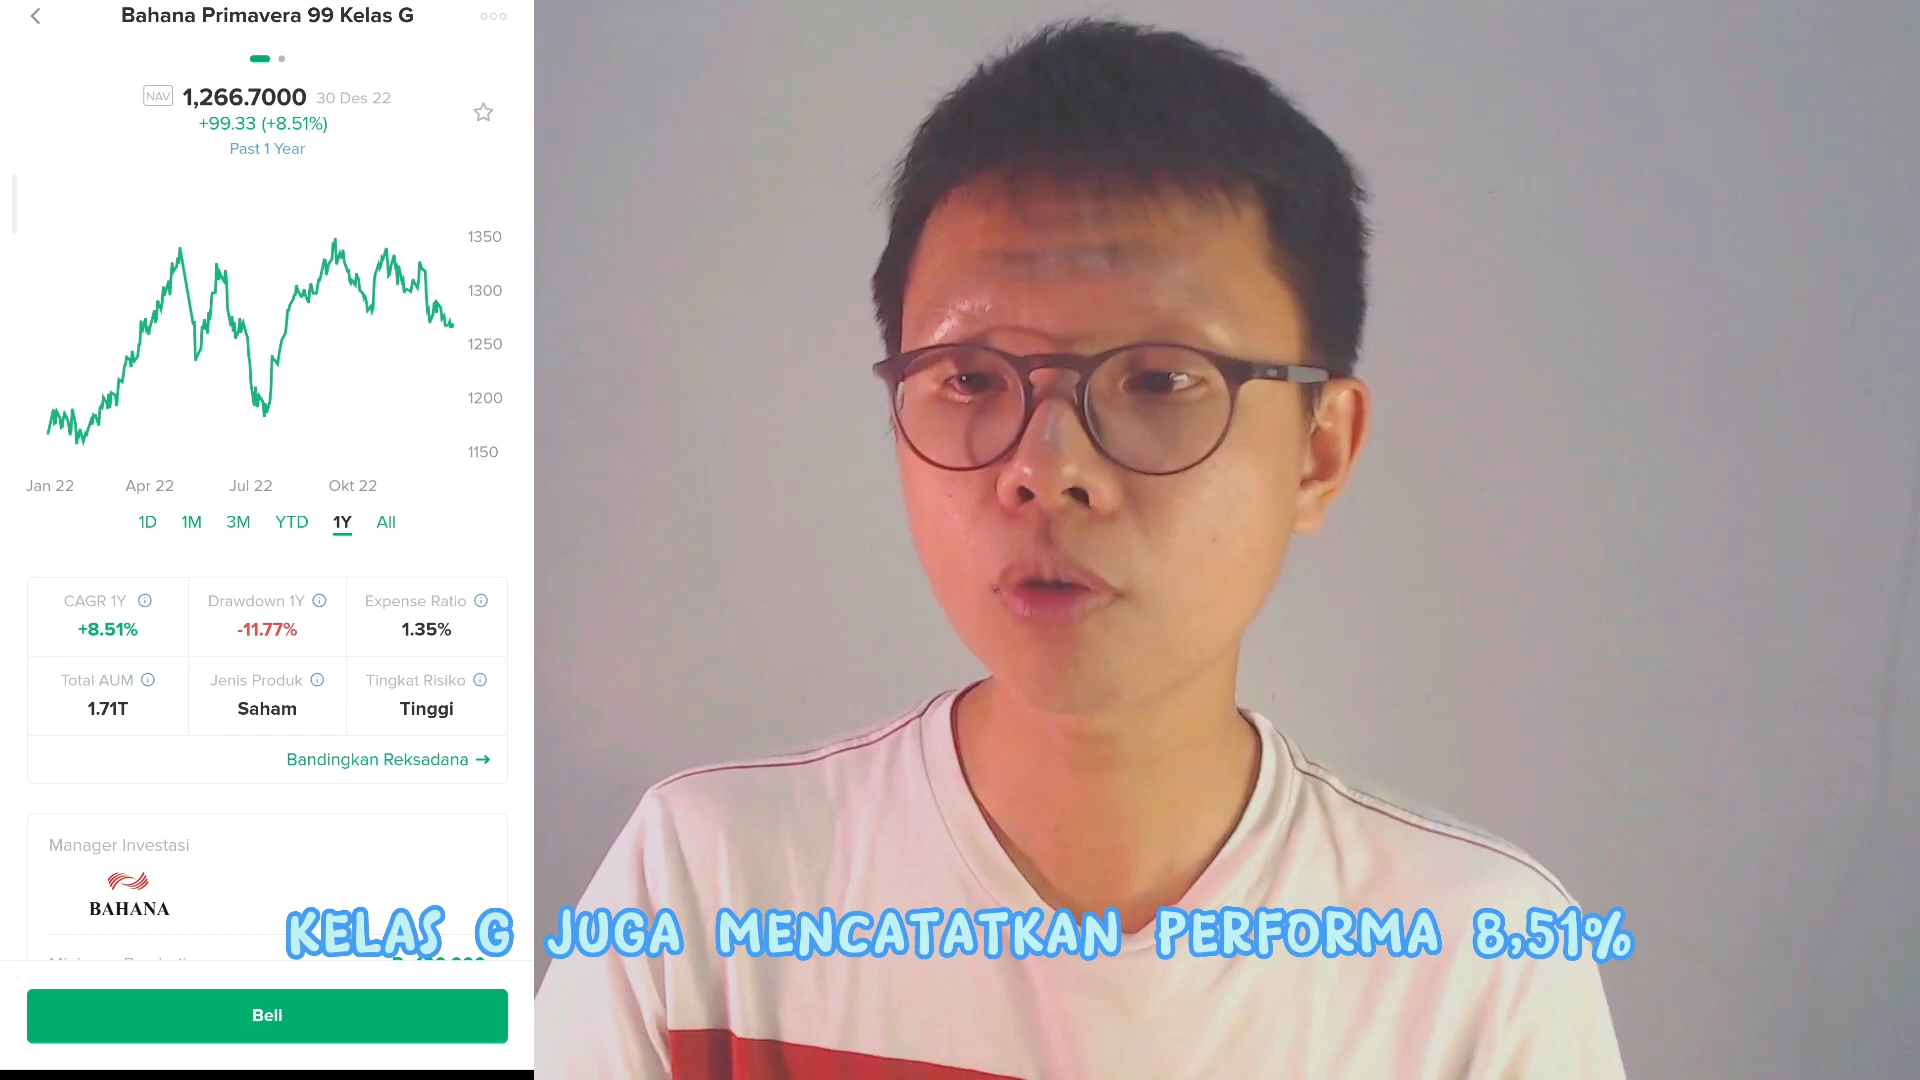 Bahana Primavera 99 Kelas G
NAV 1,266.7000 30 Des 22
+99.33 (+8.51%)
Past 1 Year
1350
1300
1250
1200
1150
Jan 22 Apr 22 Jul 22 Okt 22
1D 1M 3M YTD 1Y All
CAGR 1Y Drawdown 1Y Expense Ratio
+8.51% -11.77% 1.35%
Total AUM Jenis Produk Tingkat Risiko
1.71T Saham Tinggi
Bandingkan Reksadana →
Manager Investasi
BAHANA
KELAS G JUGA MENCATATKAN PERFORMA 8,51%
Beli